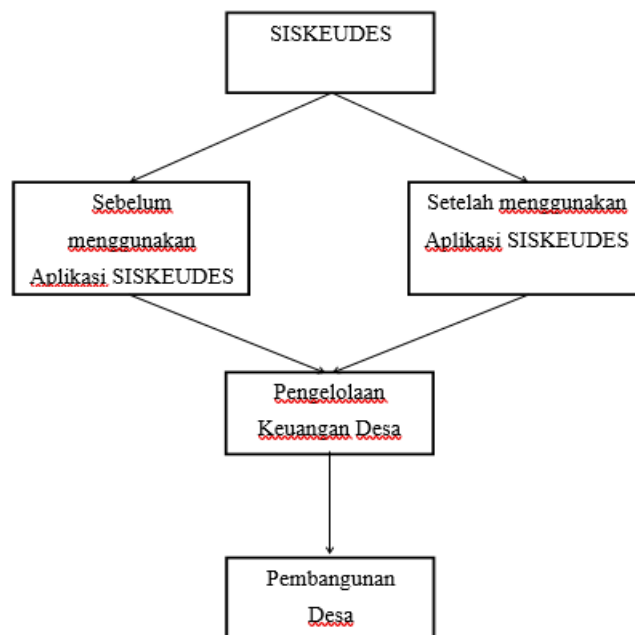 SISKEUDES
Sebelum
menggunakan
Aplikasi SISKEUDES
Setelah menggunakan
Aplikasi SISKEUDES
Pengelolaan
Keuangan Desa
Pembangunan
Desa